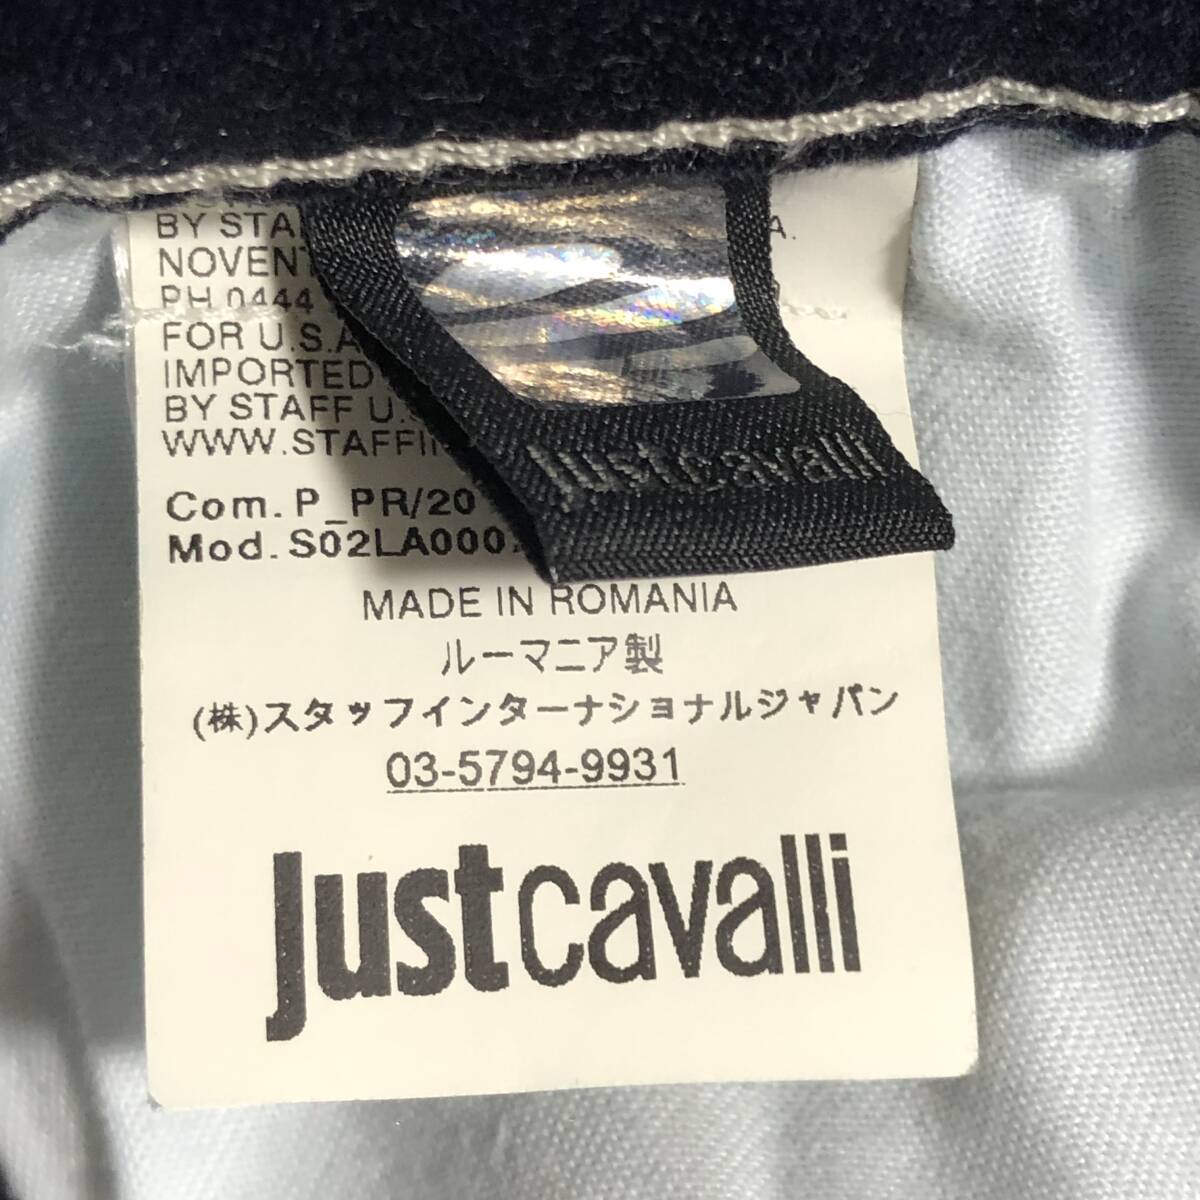 BY STA A.
NOVENT
PH 0444
FOR U.S.A
IMPORTED
BY STAFF U.
WWW.STAFFIN
Com. P_PR/20
Mod. S02LA000
justcavalli
MADE IN ROMANIA
ルーマニア製
(株)スタッフインターナショナルジャパン
03-5794-9931
justcavalli